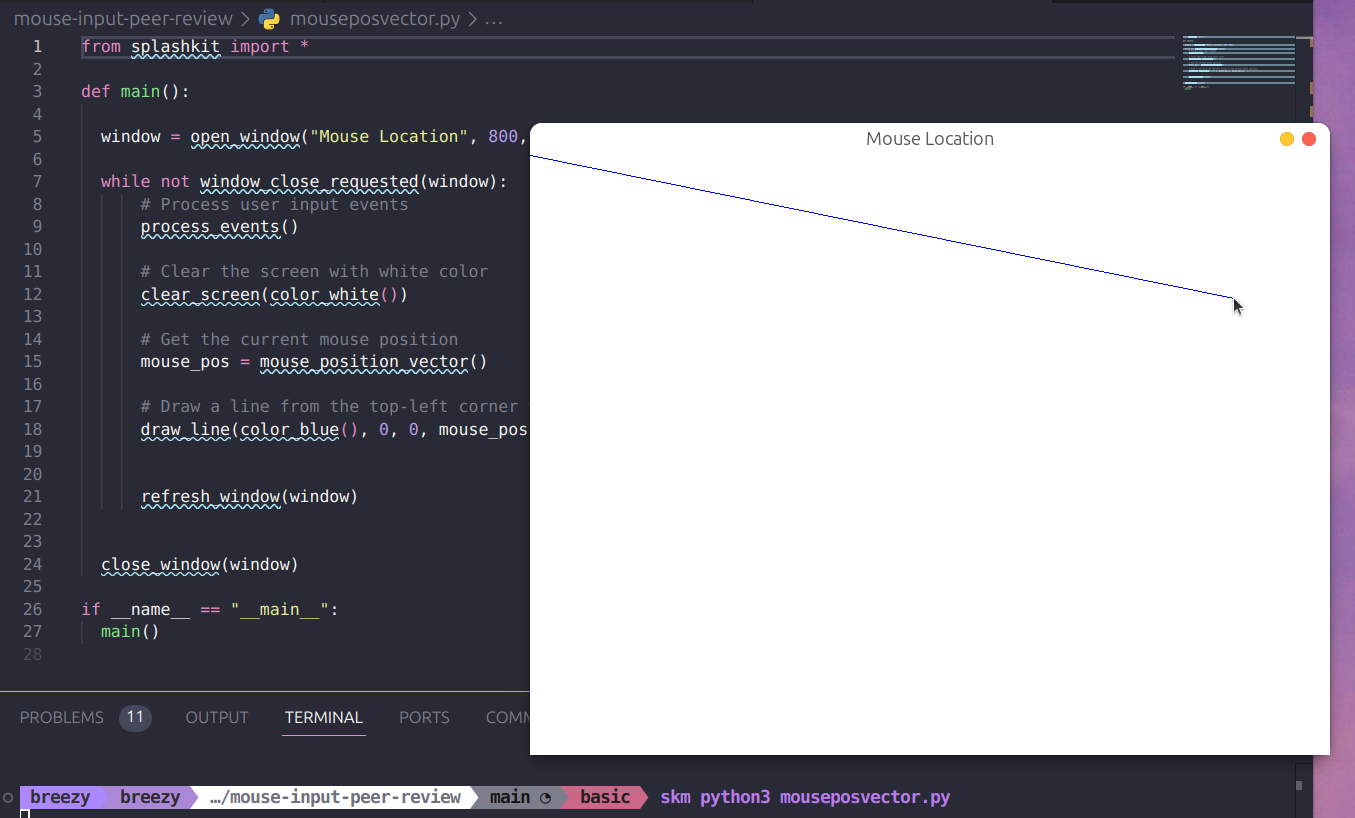 mouse-input-peer-review > mouseposvector.py > ...
1 from splashkit import *
2
3 def main():
4
5 window = open_window("Mouse Location", 800,
6
7 while not window_close_requested(window):
8 # Process user input events
9 process_events()
10
11 # Clear the screen with white color
12 clear_screen(color_white())
13
14 # Get the current mouse position
15 mouse_pos = mouse_position_vector()
16
17 # Draw a line from the top-left corner
18 draw_line(color_blue(), 0, 0, mouse_pos
19
20
21 refresh_window(window)
22
23
24 close_window(window)
25
26 if __name__ == "__main__":
27 main()
28
Mouse Location
PROBLEMS 11 OUTPUT TERMINAL PORTS COMM
breezy breezy …/mouse-input-peer-review main basic skm python3 mouseposvector.py